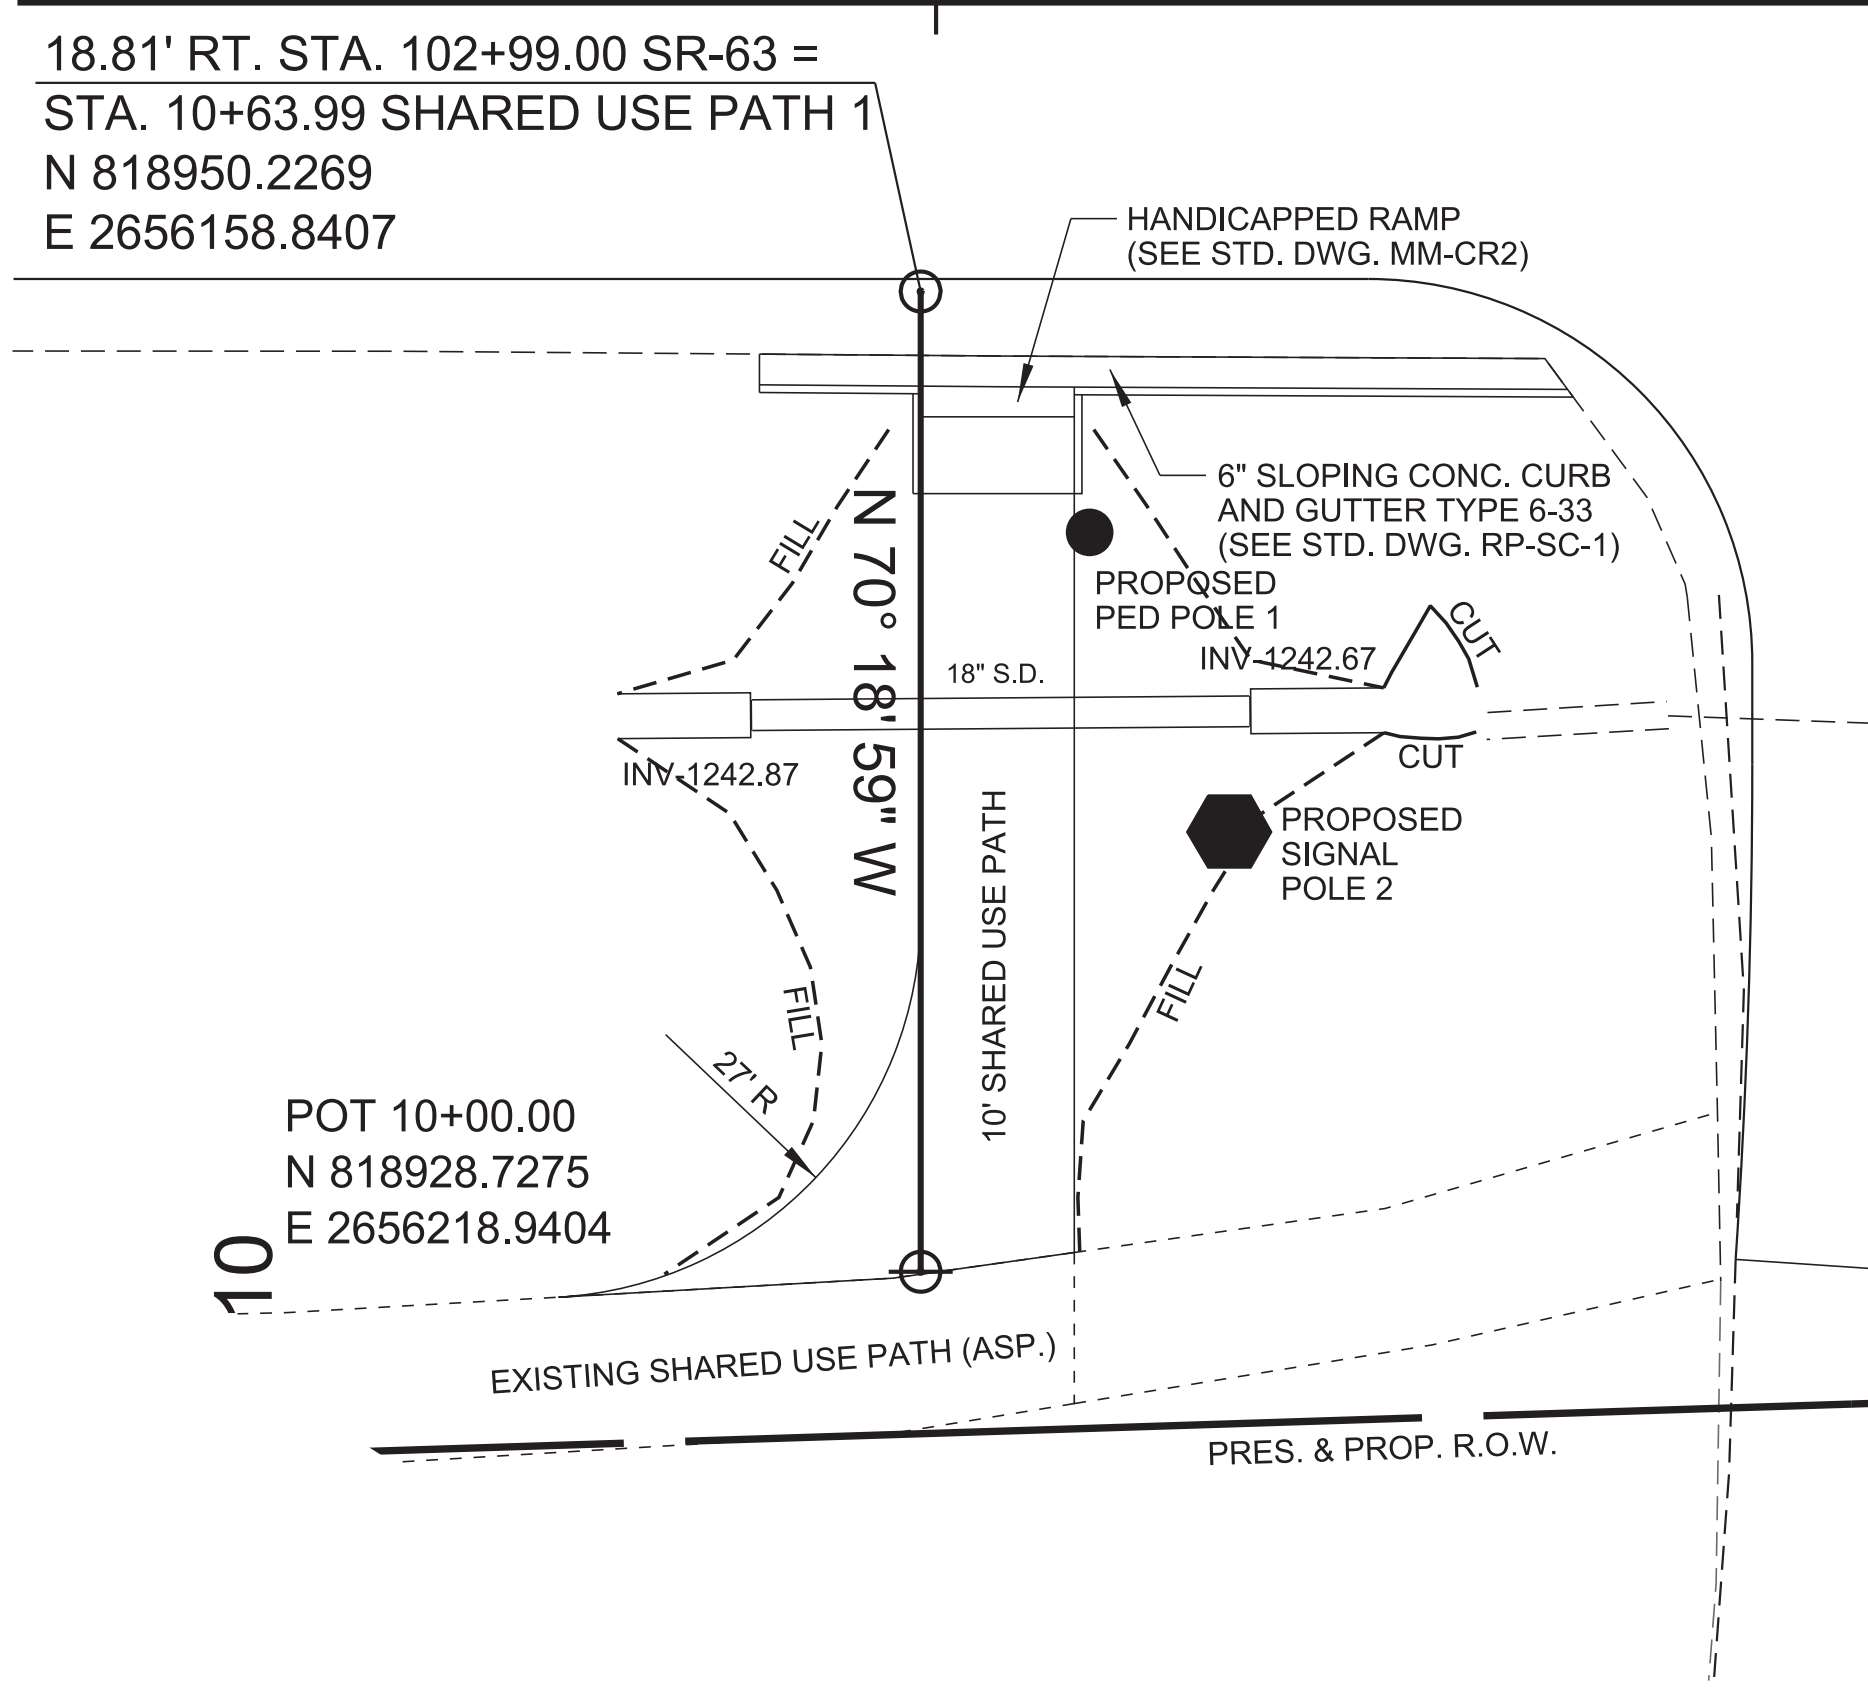 18.81' RT. STA. 102+99.00 SR-63 =
STA. 10+63.99 SHARED USE PATH 1
N 818950.2269
E 2656158.8407
HANDICAPPED RAMP
(SEE STD. DWG. MM-CR2)
6" SLOPING CONC. CURB
AND GUTTER TYPE 6-33
(SEE STD. DWG. RP-SC-1)
FILL
N 70° 18' 59" W
PROPOSED
PED POLE 1
CUT
INV-1242.67
18" S.D.
CUT
INV-1242.87
PROPOSED
SIGNAL
POLE 2
10' SHARED USE PATH
FILL
FILL
27' R
POT 10+00.00
N 818928.7275
E 2656218.9404
10
EXISTING SHARED USE PATH (ASP.)
PRES. & PROP. R.O.W.